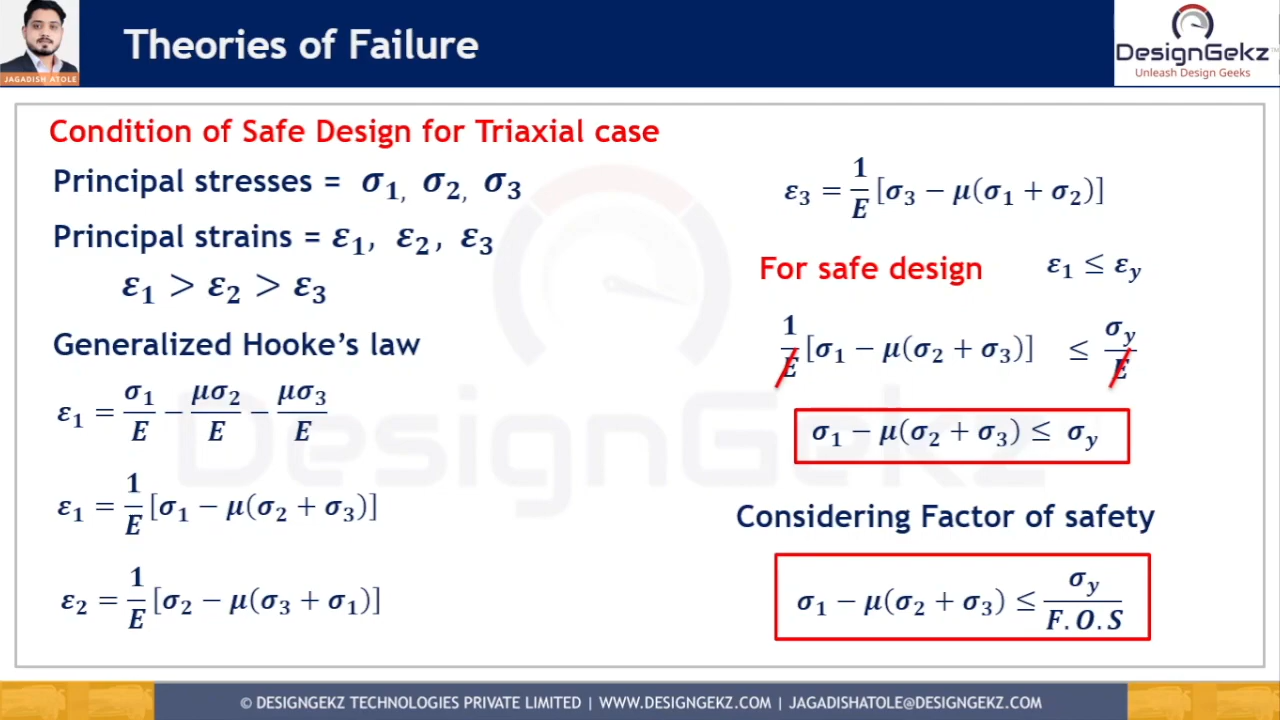 JAGADISH ATOLE
Theories of Failure
DesignGekz™
Unleash Design Geeks
Condition of Safe Design for Triaxial case
Principal stresses = σ₁, σ₂, σ₃
Principal strains = ε₁, ε₂, ε₃
ε₁ > ε₂ > ε₃
Generalized Hooke's law
ε₁ = σ₁/E − μσ₂/E − μσ₃/E
ε₁ = 1/E [σ₁ − μ(σ₂ + σ₃)]
ε₂ = 1/E [σ₂ − μ(σ₃ + σ₁)]
ε₃ = 1/E [σ₃ − μ(σ₁ + σ₂)]
For safe design ε₁ ≤ εy
1/E [σ₁ − μ(σ₂ + σ₃)] ≤ σy/E
σ₁ − μ(σ₂ + σ₃) ≤ σy
Considering Factor of safety
σ₁ − μ(σ₂ + σ₃) ≤ σy/F.O.S
DesignGekz
© DESIGNGEKZ TECHNOLOGIES PRIVATE LIMITED | WWW.DESIGNGEKZ.COM | JAGADISHATOLE@DESIGNGEKZ.COM